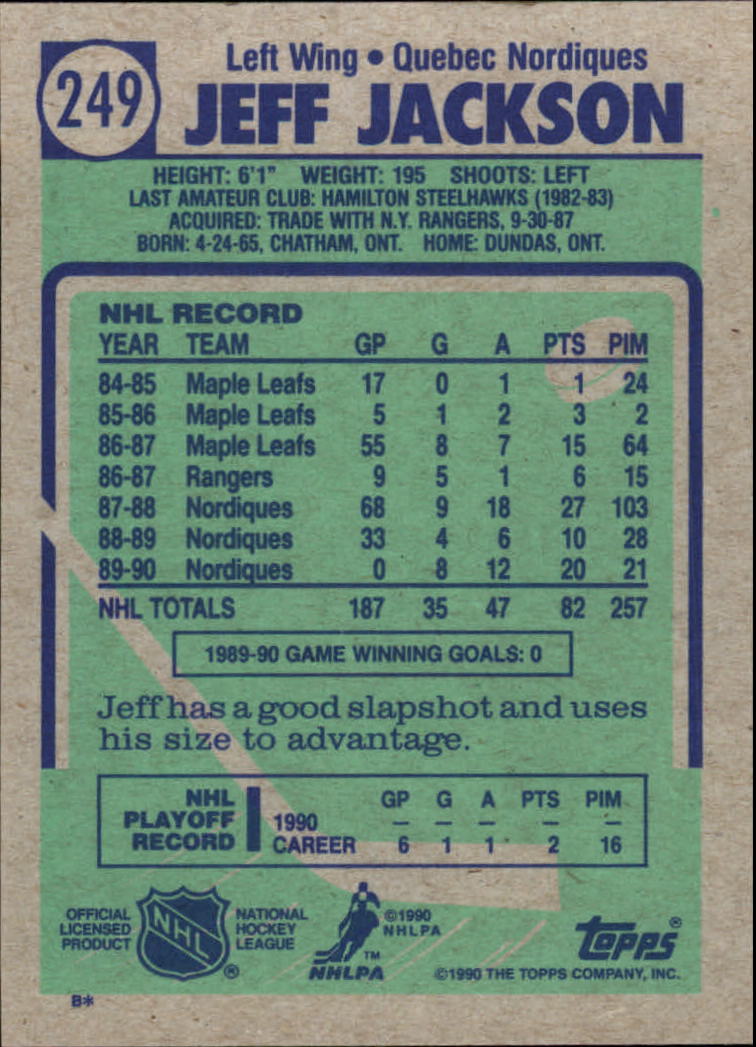 249
Left Wing • Quebec Nordiques
JEFF JACKSON
HEIGHT: 6'1" WEIGHT: 195 SHOOTS: LEFT
LAST AMATEUR CLUB: HAMILTON STEELHAWKS (1982-83)
ACQUIRED: TRADE WITH N.Y. RANGERS, 9-30-87
BORN: 4-24-65, CHATHAM, ONT. HOME: DUNDAS, ONT.
NHL RECORD
YEAR TEAM GP G A PTS PIM
84-85 Maple Leafs 17 0 1 1 24
85-86 Maple Leafs 5 1 2 3 2
86-87 Maple Leafs 55 8 7 15 64
86-87 Rangers 9 5 1 6 15
87-88 Nordiques 68 9 18 27 103
88-89 Nordiques 33 4 6 10 28
89-90 Nordiques 0 8 12 20 21
NHL TOTALS 187 35 47 82 257
1989-90 GAME WINNING GOALS: 0
Jeff has a good slapshot and uses
his size to advantage.
NHL PLAYOFF RECORD
GP G A PTS PIM
1990 – – – – –
CAREER 6 1 1 2 16
OFFICIAL
LICENSED
PRODUCT
NHL
®
NATIONAL
HOCKEY
LEAGUE
TM
NHLPA
©1990
NHLPA
topps®
©1990 THE TOPPS COMPANY, INC.
B*